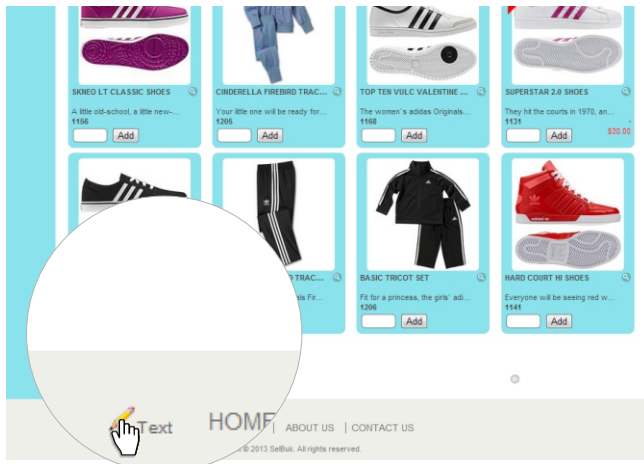 SKNEO LT CLASSIC SHOES
A little old-school, a little new-...
1156
Add
CINDERELLA FIREBIRD TRAC...
Your little one will be ready for...
1205
Add
TOP TEN VULC VALENTINE ...
The women`s adidas Originals...
1168
Add
SUPERSTAR 2.0 SHOES
They hit the courts in 1970, an...
1131
$30.00
Add
TRAC...
als Fir...
Add
BASIC TRICOT SET
Fit for a princess, the girls` adi...
1206
Add
HARD COURT HI SHOES
Everyone will be seeing red w...
1141
Add
Text
HOME | ABOUT US | CONTACT US
© 2013 SelBuk. All rights reserved.